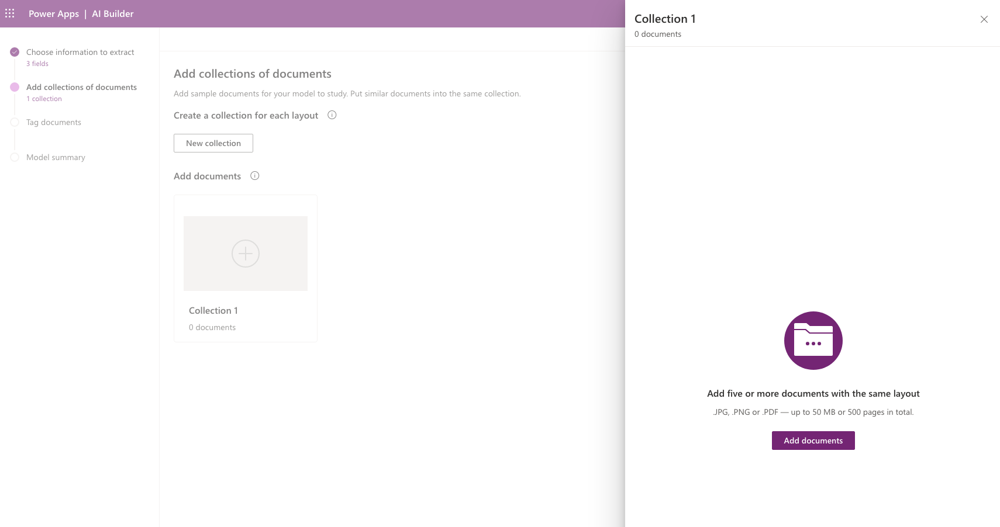 Power Apps | AI Builder
Choose information to extract
3 fields
Add collections of documents
1 collection
Tag documents
Model summary
Add collections of documents
Add sample documents for your model to study. Put similar documents into the same collection.
Create a collection for each layout
New collection
Add documents
Collection 1
0 documents
Collection 1
0 documents
Add five or more documents with the same layout
.JPG, .PNG or .PDF — up to 50 MB or 500 pages in total.
Add documents